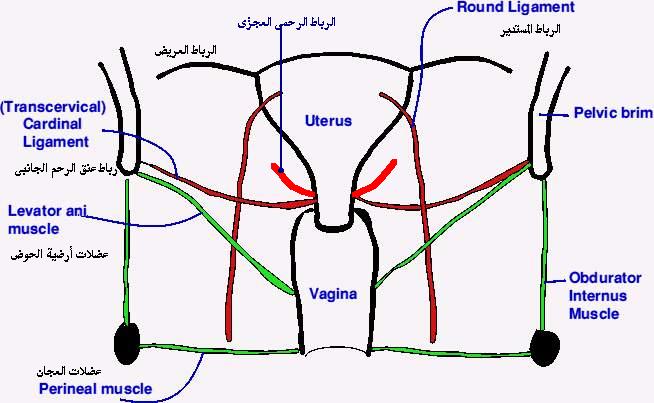 Round Ligament
الرباط المستدير
الرباط الرحمى العجزى
الرباط العريض
(Transcervical)
Cardinal
Ligament
رباط عنق الرحم الجانبى
Uterus
Pelvic brim
Levator ani
muscle
عضلات أرضية الحوض
Vagina
Obdurator
Internus
Muscle
عضلات العجان
Perineal muscle